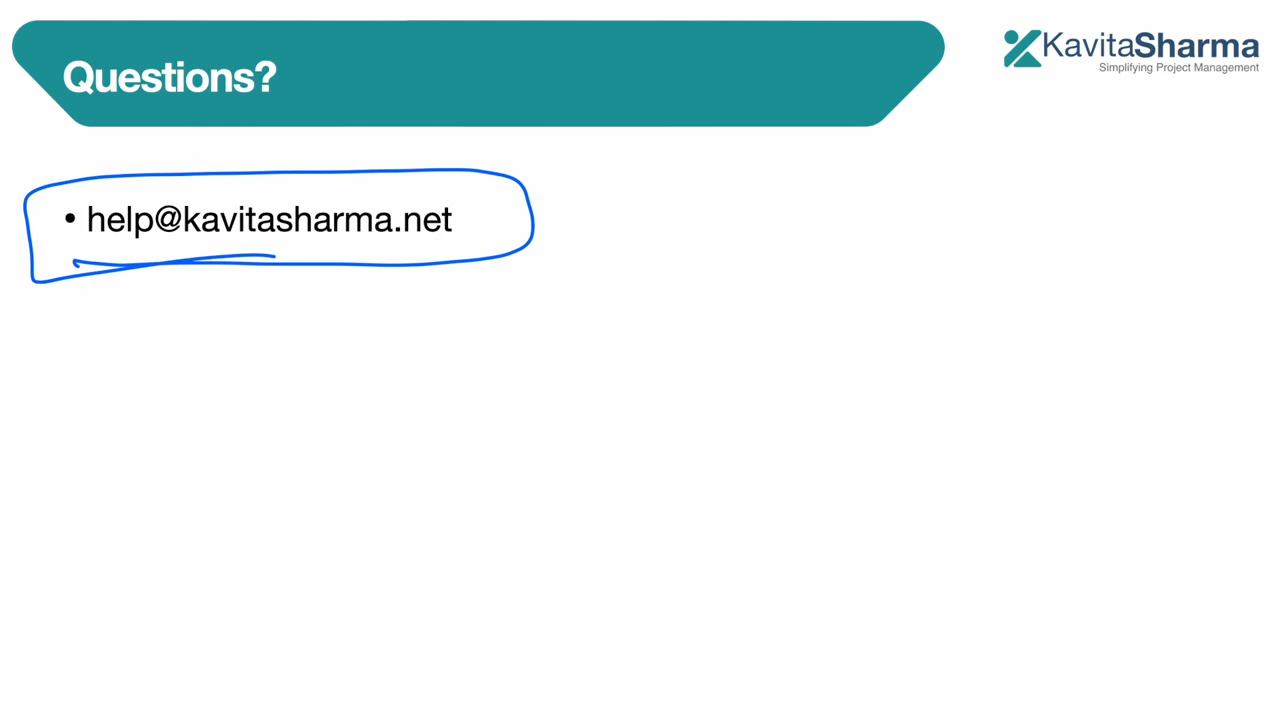 Questions?
KavitaSharma
Simplifying Project Management
• help@kavitasharma.net